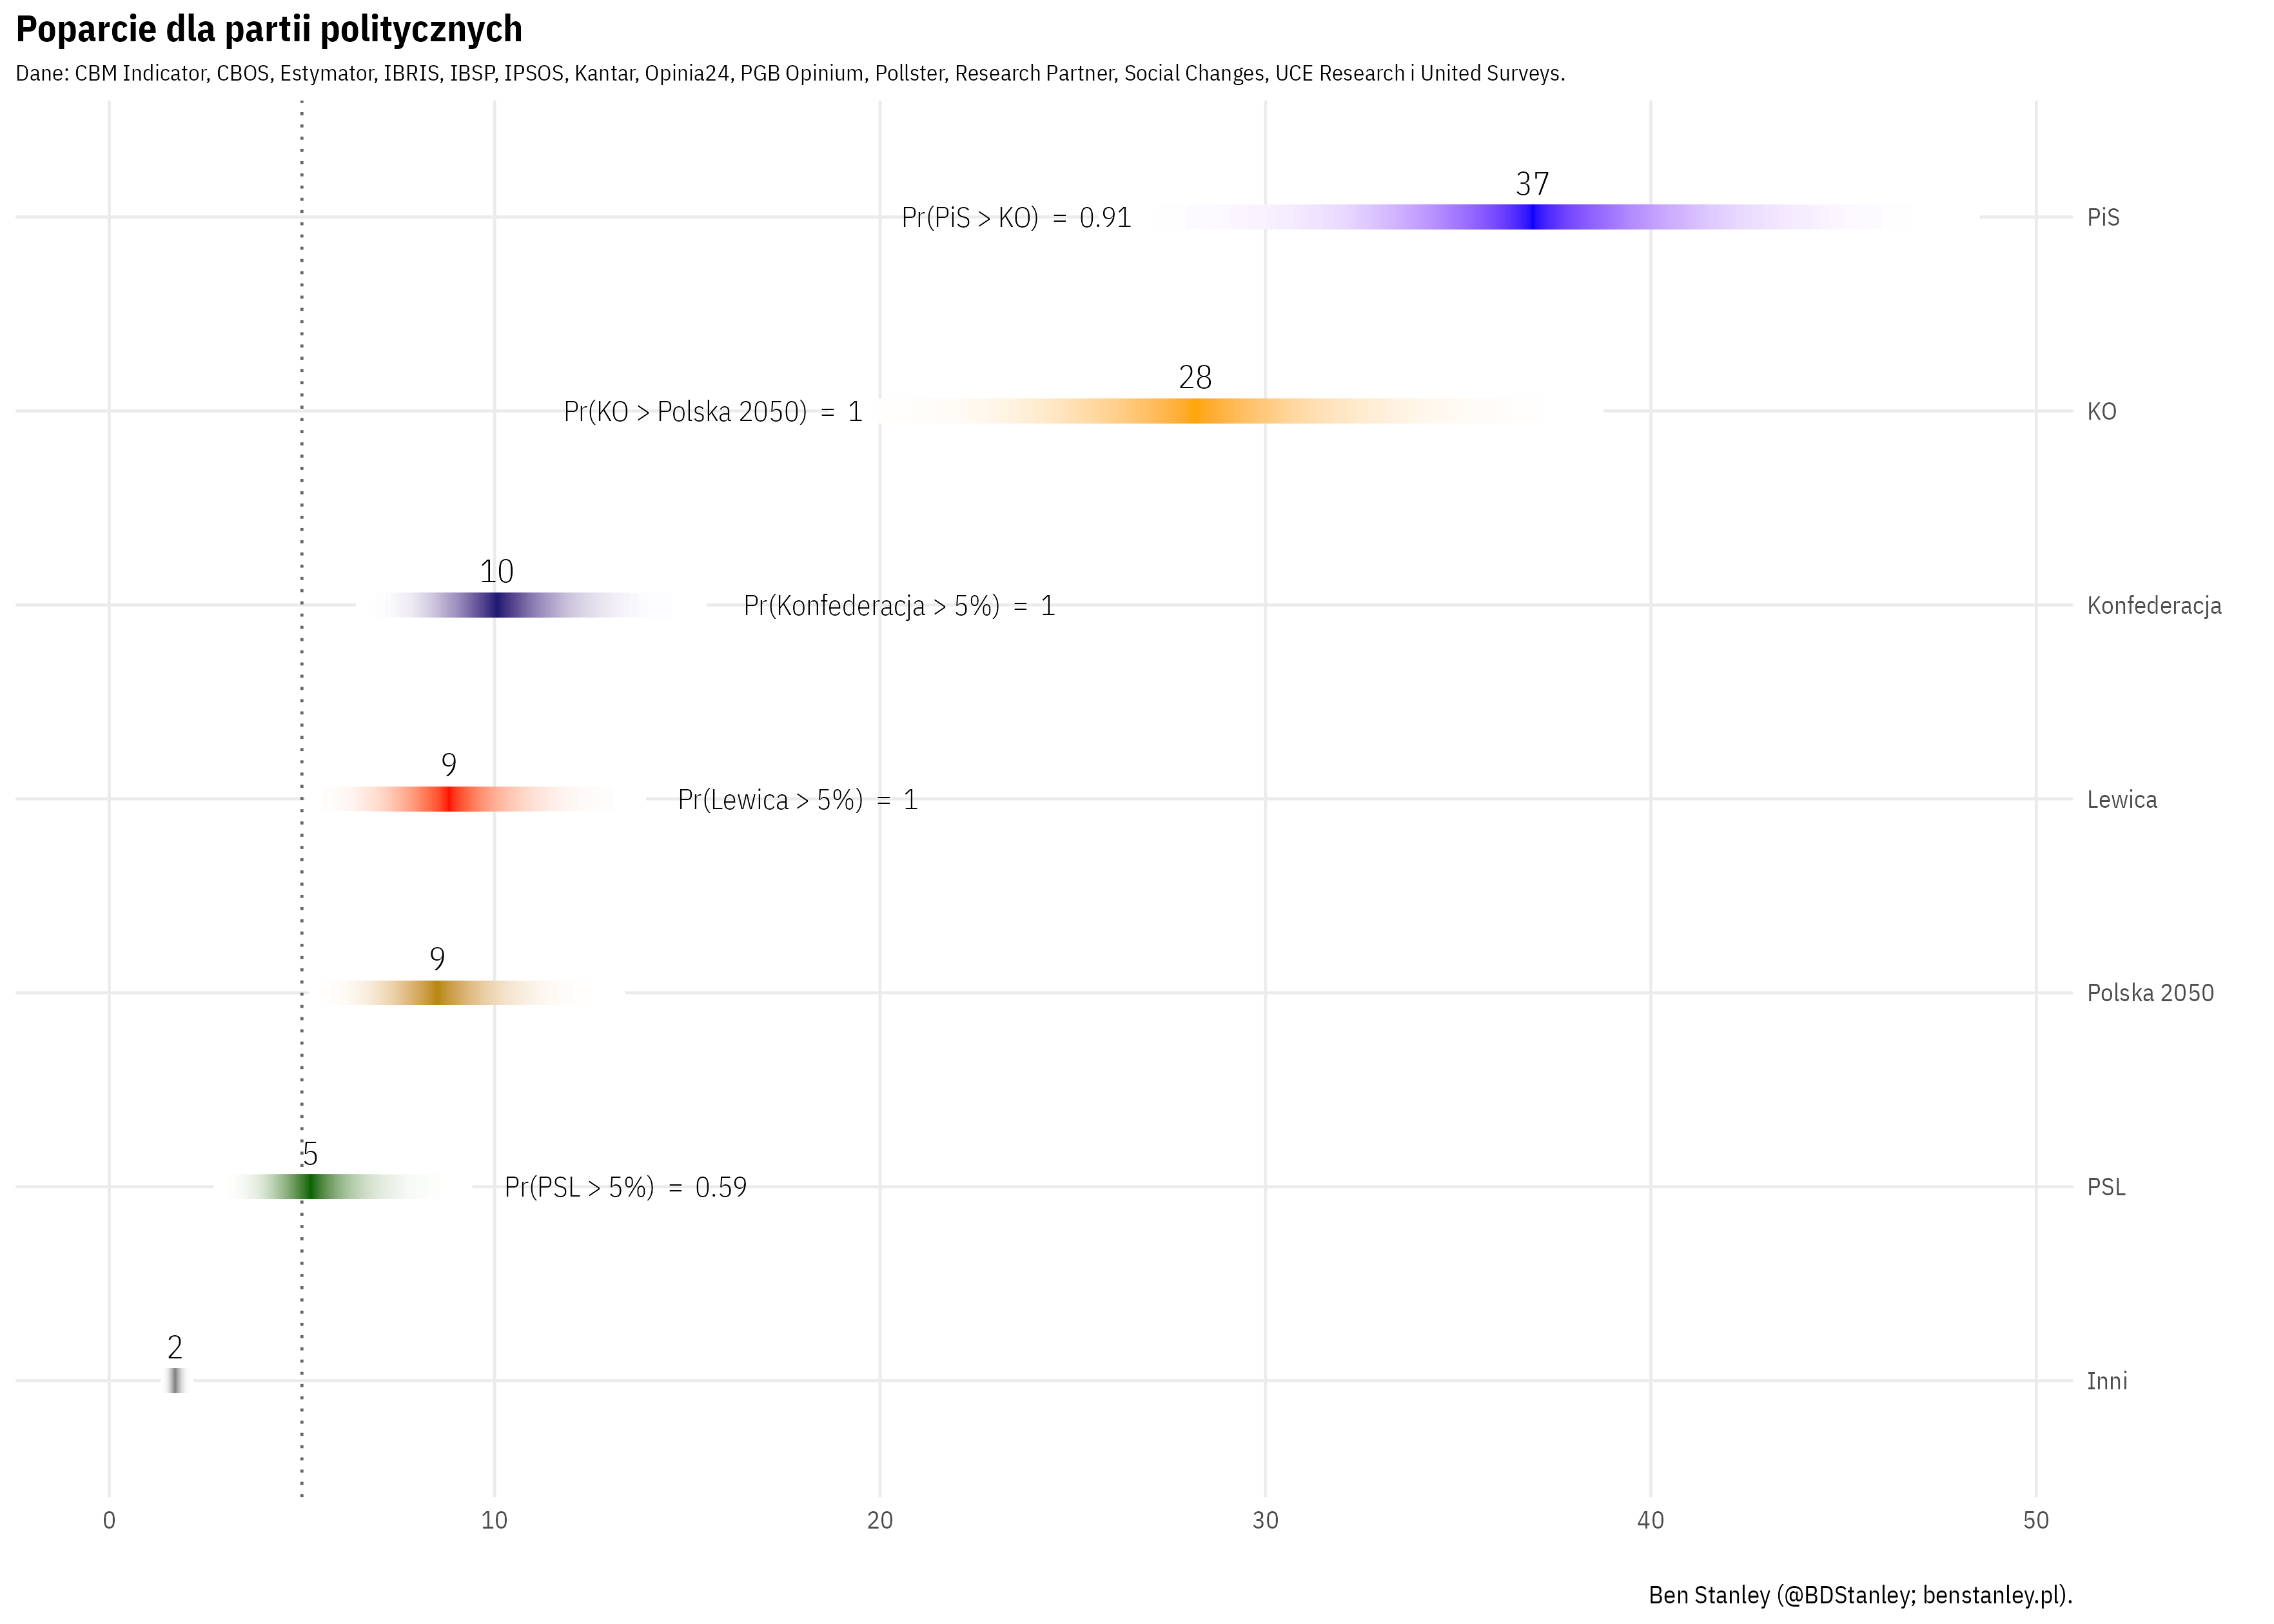 Poparcie dla partii politycznych
Dane: CBM Indicator, CBOS, Estymator, IBRIS, IBSP, IPSOS, Kantar, Opinia24, PGB Opinium, Pollster, Research Partner, Social Changes, UCE Research i United Surveys.
37
Pr(PiS > KO) = 0.91
PiS
28
Pr(KO > Polska 2050) = 1
KO
10
Pr(Konfederacja > 5%) = 1
Konfederacja
9
Pr(Lewica > 5%) = 1
Lewica
9
Polska 2050
5
Pr(PSL > 5%) = 0.59
PSL
2
Inni
0 10 20 30 40 50
Ben Stanley (@BDStanley; benstanley.pl).